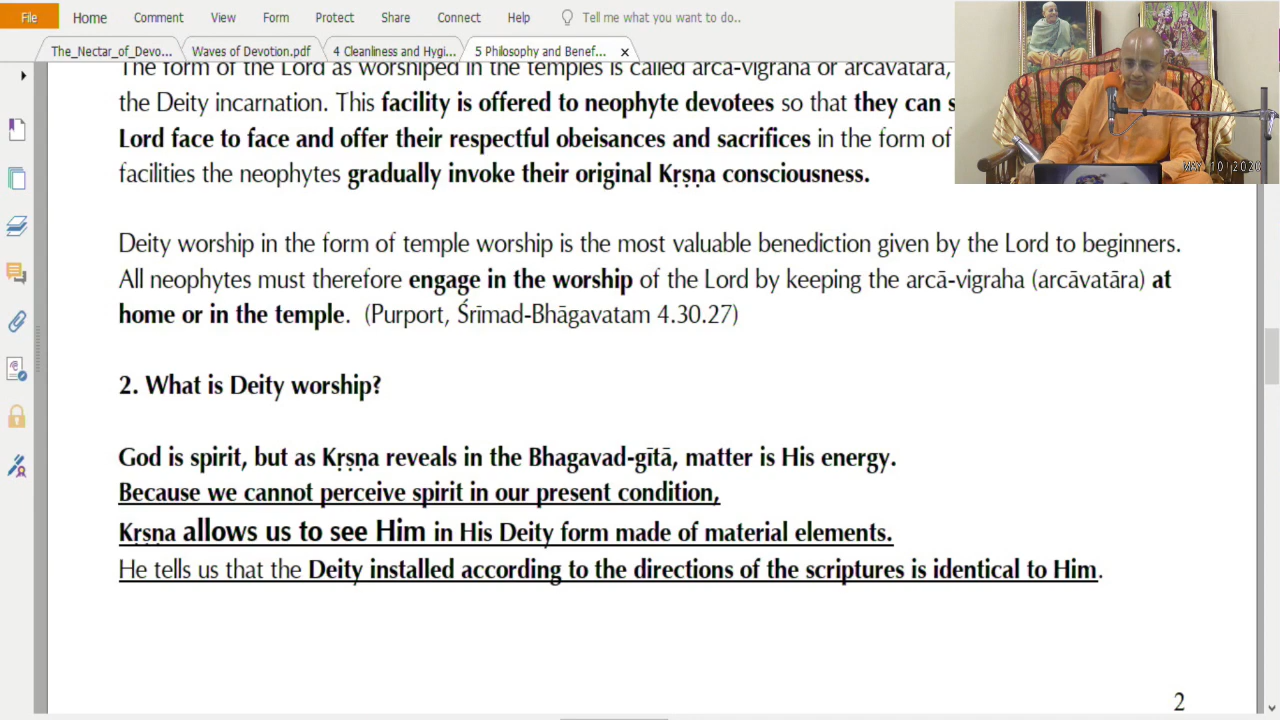 File Home Comment View Form Protect Share Connect Help Tell me what you want to do..
The_Nectar_of_Devo... Waves of Devotion.pdf 4 Cleanliness and Hygi... 5 Philosophy and Benef... ×
The form of the Lord as worshiped in the temples is called arcā-vigraha or arcāvatāra,
the Deity incarnation. This facility is offered to neophyte devotees so that they can s
Lord face to face and offer their respectful obeisances and sacrifices in the form of
facilities the neophytes gradually invoke their original Kṛṣṇa consciousness.
Deity worship in the form of temple worship is the most valuable benediction given by the Lord to beginners.
All neophytes must therefore engage in the worship of the Lord by keeping the arcā-vigraha (arcāvatāra) at
home or in the temple. (Purport, Śrīmad-Bhāgavatam 4.30.27)
2. What is Deity worship?
God is spirit, but as Kṛṣṇa reveals in the Bhagavad-gītā, matter is His energy.
Because we cannot perceive spirit in our present condition,
Kṛṣṇa allows us to see Him in His Deity form made of material elements.
He tells us that the Deity installed according to the directions of the scriptures is identical to Him.
2
MAY 10 2020